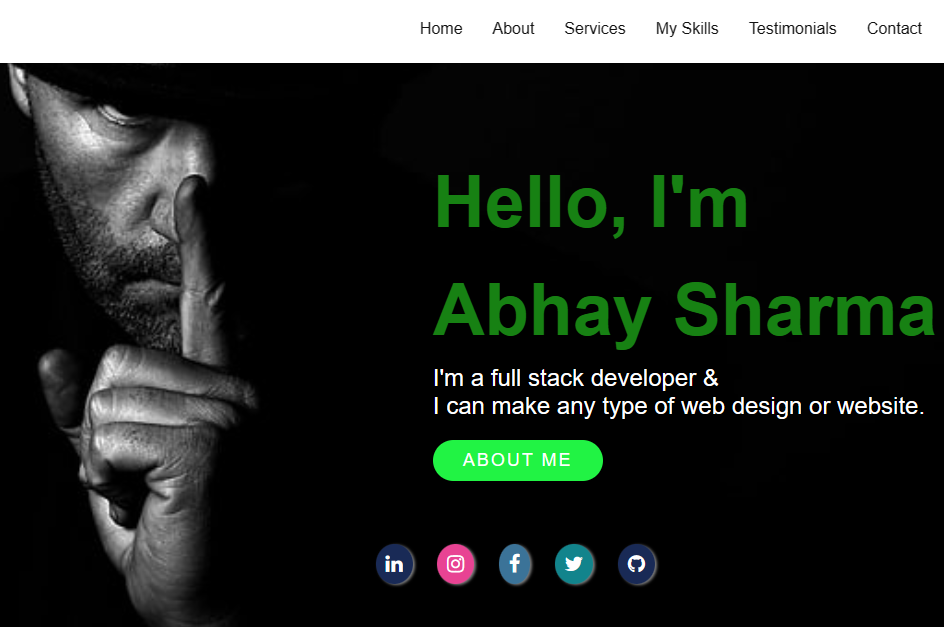 Home About Services My Skills Testimonials Contact
Hello, I'm
Abhay Sharma
I'm a full stack developer &
I can make any type of web design or website.
ABOUT ME